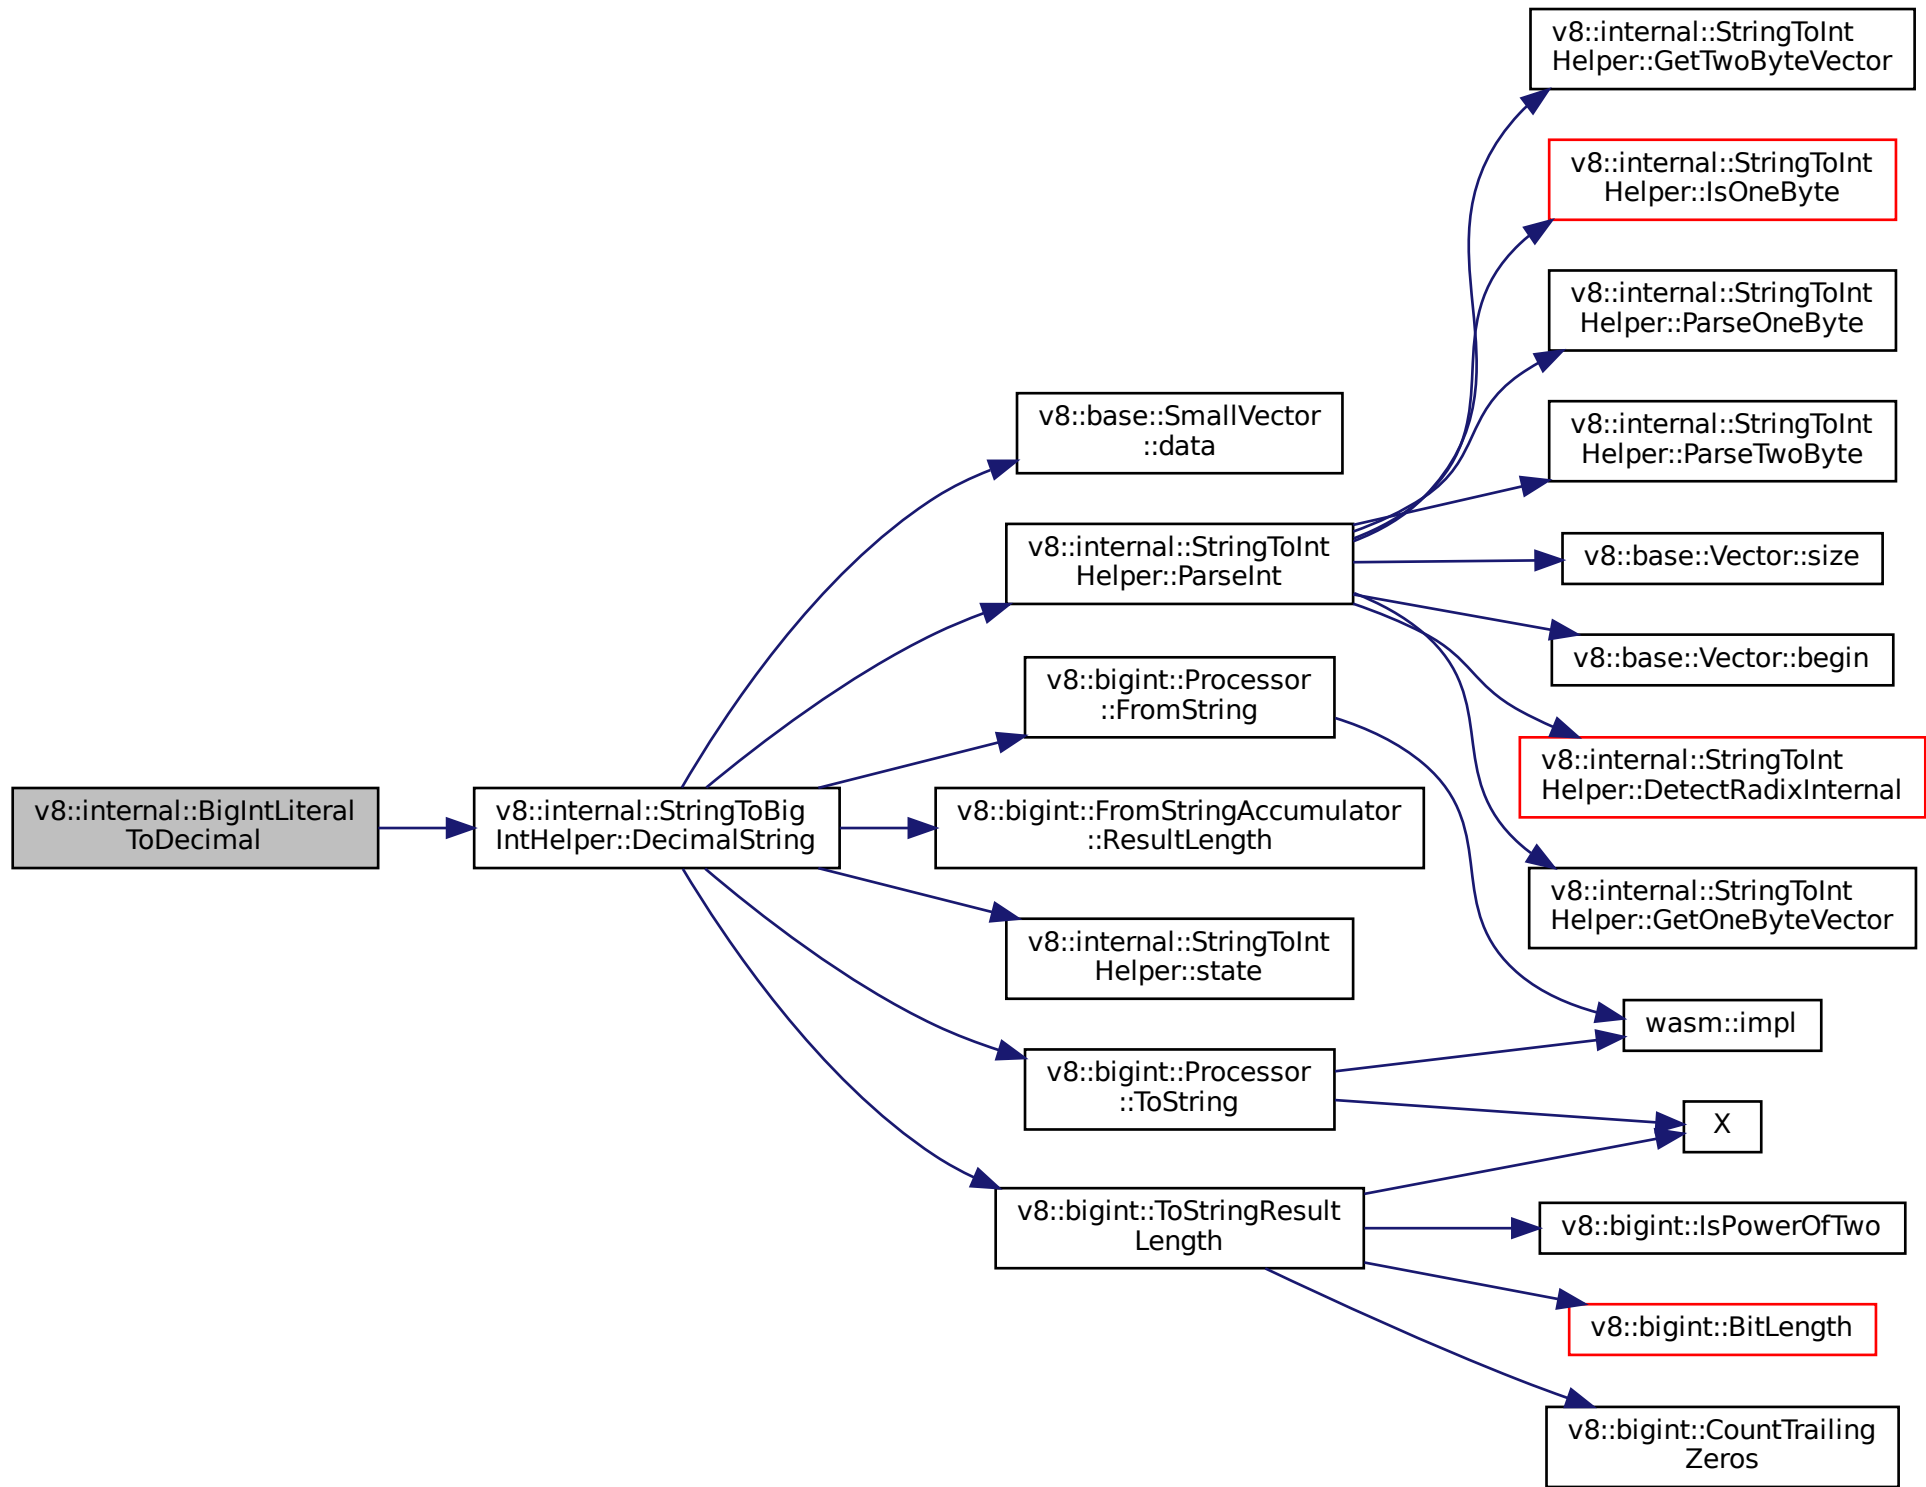 v8::internal::BigIntLiteral
ToDecimal
v8::internal::StringToBig
IntHelper::DecimalString
v8::base::SmallVector
::data
v8::internal::StringToInt
Helper::ParseInt
v8::bigint::Processor
::FromString
v8::bigint::FromStringAccumulator
::ResultLength
v8::internal::StringToInt
Helper::state
v8::bigint::Processor
::ToString
v8::bigint::ToStringResult
Length
v8::internal::StringToInt
Helper::GetTwoByteVector
v8::internal::StringToInt
Helper::IsOneByte
v8::internal::StringToInt
Helper::ParseOneByte
v8::internal::StringToInt
Helper::ParseTwoByte
v8::base::Vector::size
v8::base::Vector::begin
v8::internal::StringToInt
Helper::DetectRadixInternal
v8::internal::StringToInt
Helper::GetOneByteVector
wasm::impl
X
v8::bigint::IsPowerOfTwo
v8::bigint::BitLength
v8::bigint::CountTrailing
Zeros